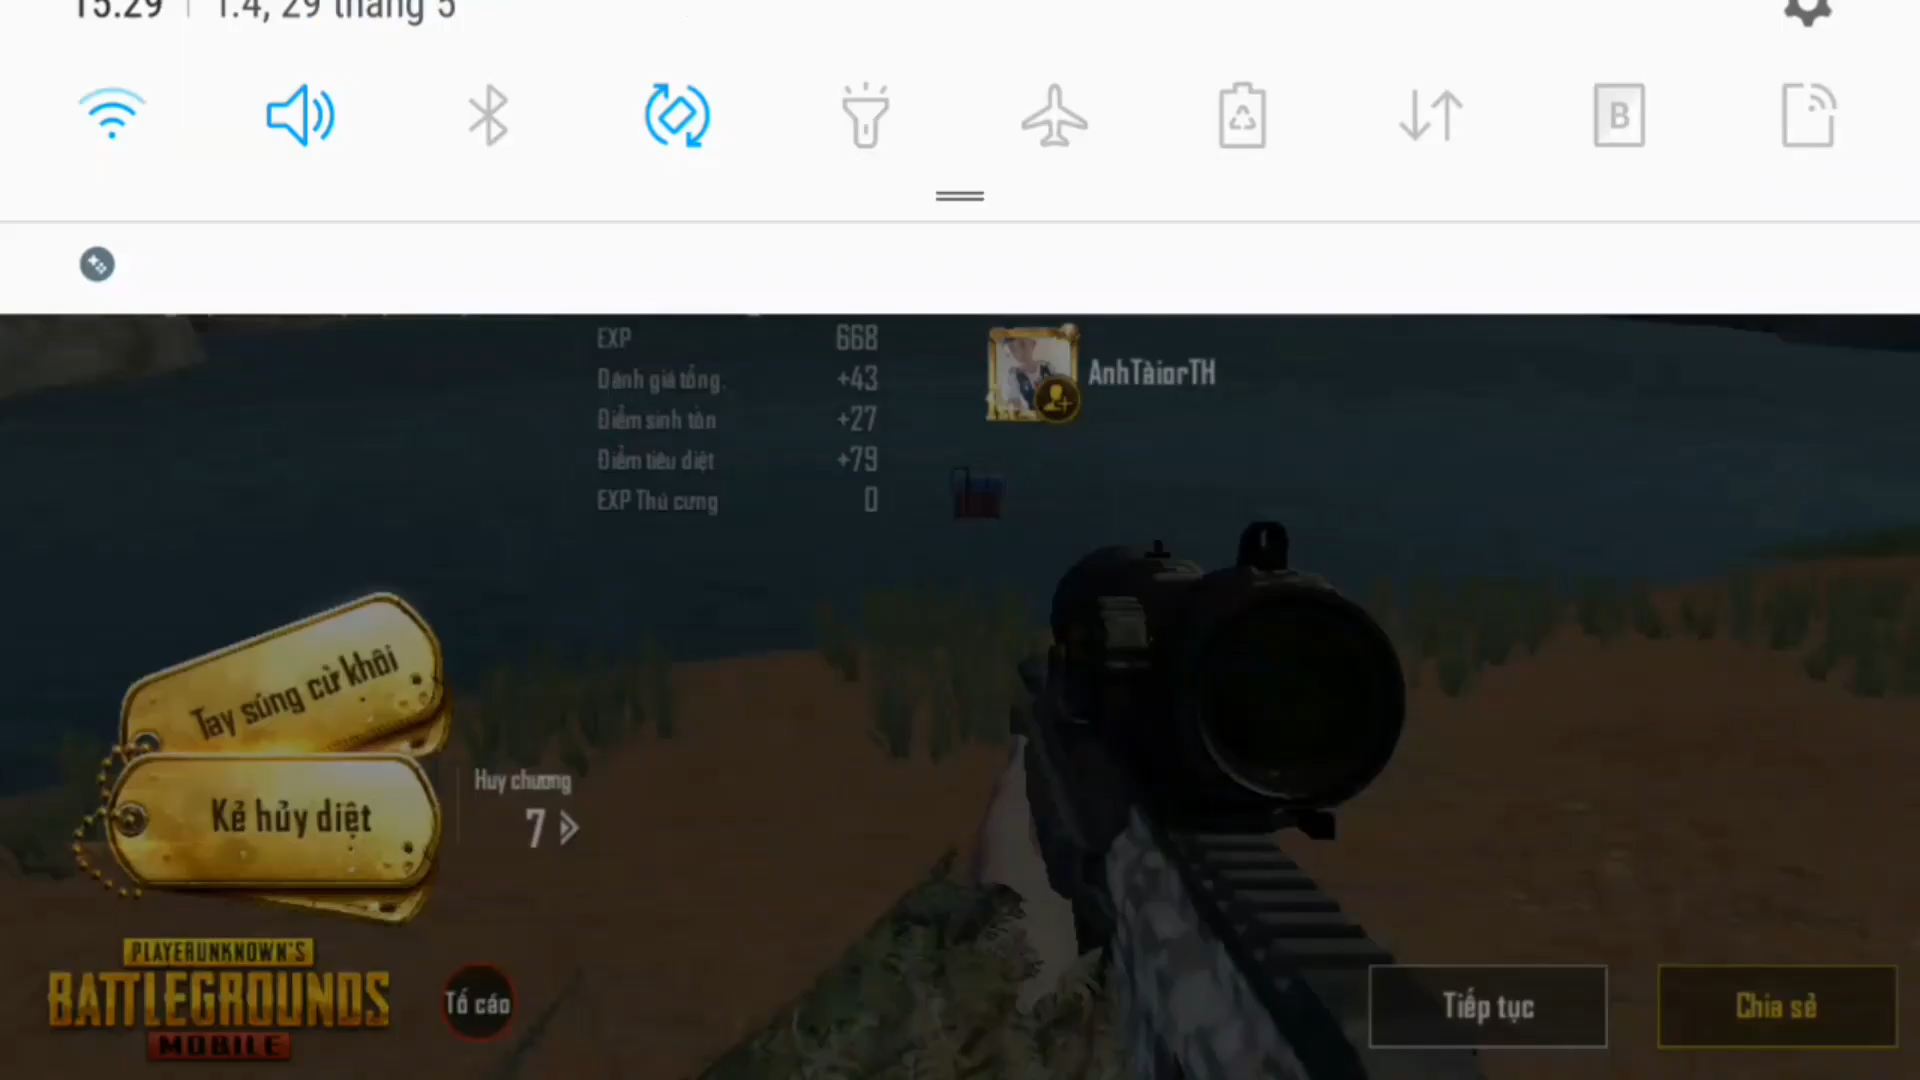 15:29 | T.4, 29 tháng 5
B
EXP 668
Đánh giá tổng. +43
Điểm sinh tồn +27
Điểm tiêu diệt +79
EXP Thú cưng 0
AnhTàiorTH
Tay súng cừ khôi
Kẻ hủy diệt
Huy chương
7
PLAYERUNKNOWN'S
BATTLEGROUNDS
MOBILE
Tố cáo
Tiếp tục
Chia sẻ